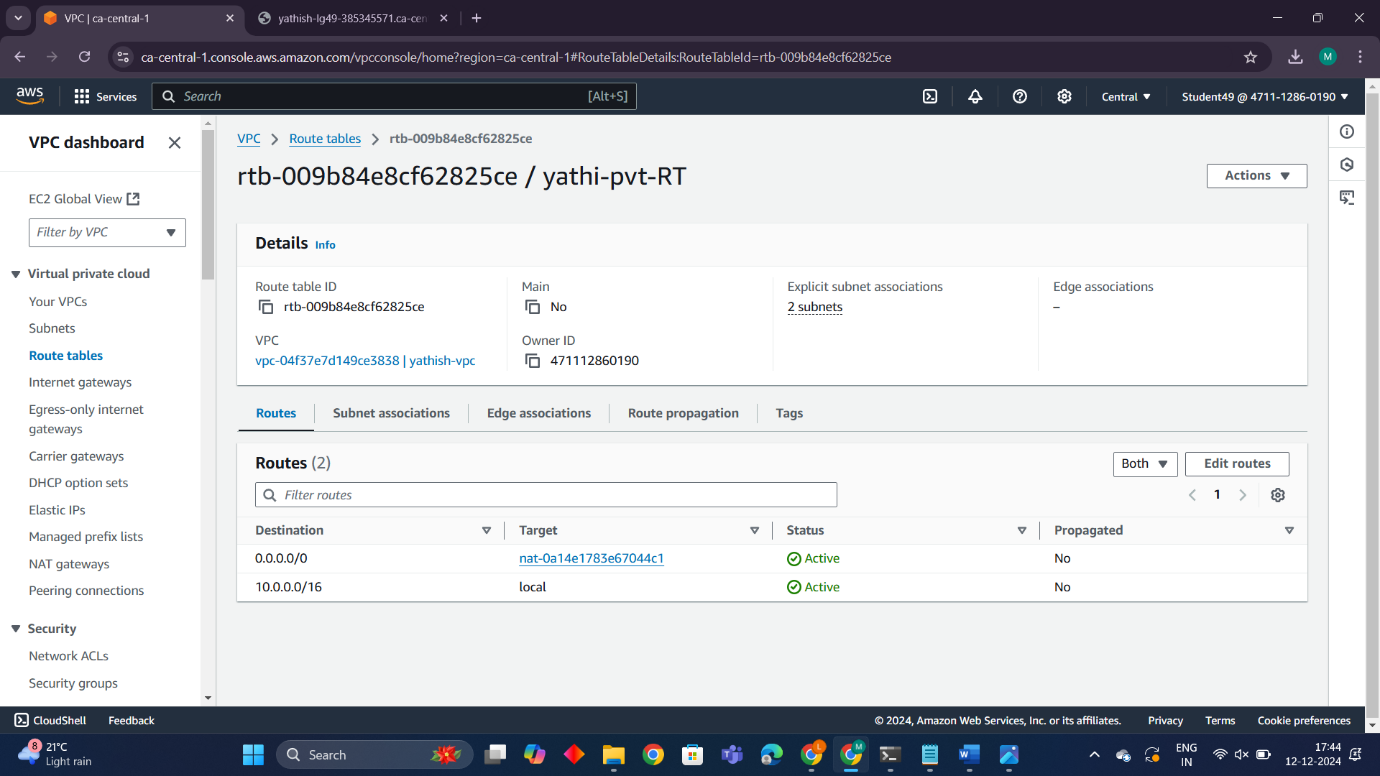 VPC | ca-central-1
yathish-lg49-385345571.ca-cen
ca-central-1.console.aws.amazon.com/vpcconsole/home?region=ca-central-1#RouteTableDetails:RouteTableId=rtb-009b84e8cf62825ce
M
aws
Services
Search
[Alt+S]
Central
Student49 @ 4711-1286-0190
VPC dashboard
EC2 Global View
Filter by VPC
Virtual private cloud
Your VPCs
Subnets
Route tables
Internet gateways
Egress-only internet
gateways
Carrier gateways
DHCP option sets
Elastic IPs
Managed prefix lists
NAT gateways
Peering connections
Security
Network ACLs
Security groups
VPC
Route tables
rtb-009b84e8cf62825ce
rtb-009b84e8cf62825ce / yathi-pvt-RT
Actions
Details Info
Route table ID
rtb-009b84e8cf62825ce
Main
No
Explicit subnet associations
2 subnets
Edge associations
–
VPC
vpc-04f37e7d149ce3838 | yathish-vpc
Owner ID
471112860190
Routes
Subnet associations
Edge associations
Route propagation
Tags
Routes (2)
Both
Edit routes
Filter routes
1
Destination
Target
Status
Propagated
0.0.0.0/0
nat-0a14e1783e67044c1
Active
No
10.0.0.0/16
local
Active
No
CloudShell
Feedback
© 2024, Amazon Web Services, Inc. or its affiliates.
Privacy
Terms
Cookie preferences
8
21°C
Light rain
Search
L
M
ENG
IN
17:44
12-12-2024